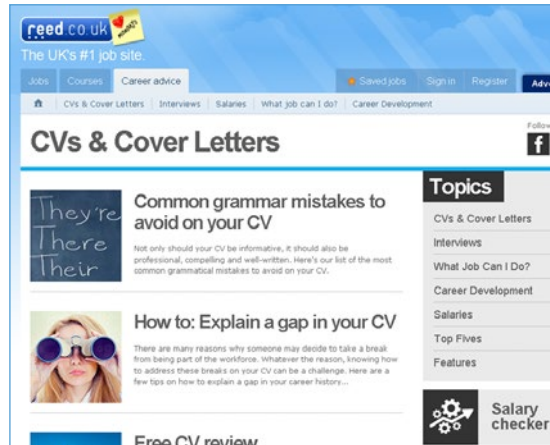 reed.co.uk
The UK's #1 job site.
Jobs Courses Career advice Saved jobs Sign in Register Adve
CVs & Cover Letters Interviews Salaries What job can I do? Career Development
CVs & Cover Letters
Follow
f
They're
There
Their
Common grammar mistakes to
avoid on your CV
Not only should your CV be informative, it should also be
professional, compelling and well-written. Here's our list of the most
common grammatical mistakes to avoid on your CV.
How to: Explain a gap in your CV
There are many reasons why someone may decide to take a break
from being part of the workforce. Whatever the reason, knowing how
to address these breaks on your CV can be a challenge. Here are a
few tips on how to explain a gap in your career history...
Free CV review
Topics
CVs & Cover Letters
Interviews
What Job Can I Do?
Career Development
Salaries
Top Fives
Features
Salary
checker